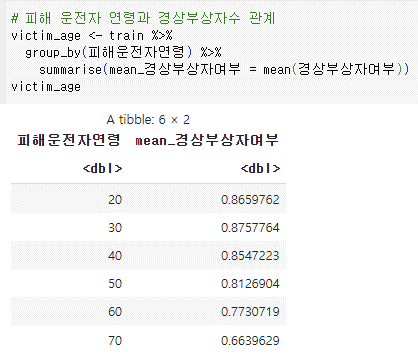 # 피해 운전자 연령과 경상부상자수 관계
victim_age <- train %>%
group_by(피해운전자연령) %>%
summarise(mean_경상부상자여부 = mean(경상부상자여부))
victim_age
A tibble: 6 × 2
피해운전자연령 mean_경상부상자여부
<dbl> <dbl>
20 0.8659762
30 0.8757764
40 0.8547223
50 0.8126904
60 0.7730719
70 0.6639629